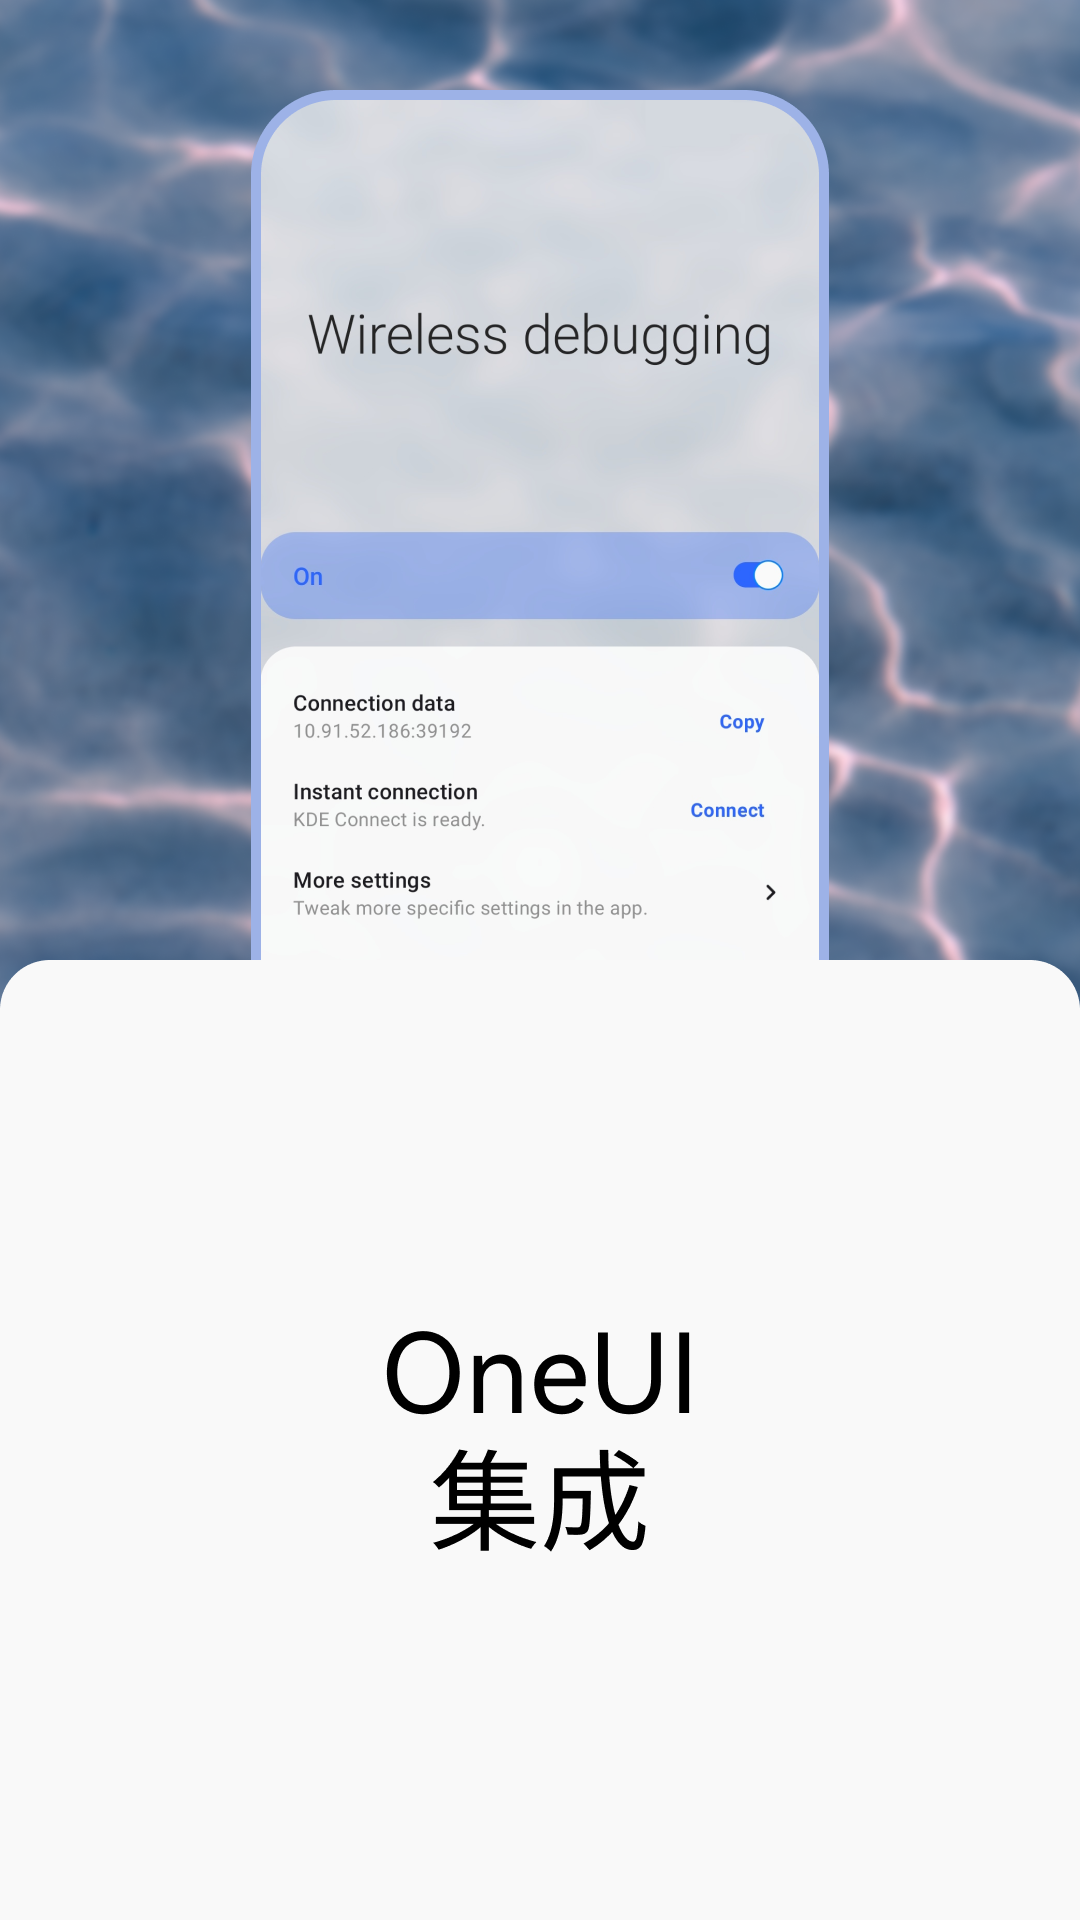 Wireless debugging
On
Connection data
10.91.52.186:39192
Copy
Instant connection
KDE Connect is ready.
Connect
More settings
Tweak more specific settings in the app.
OneUI
集成